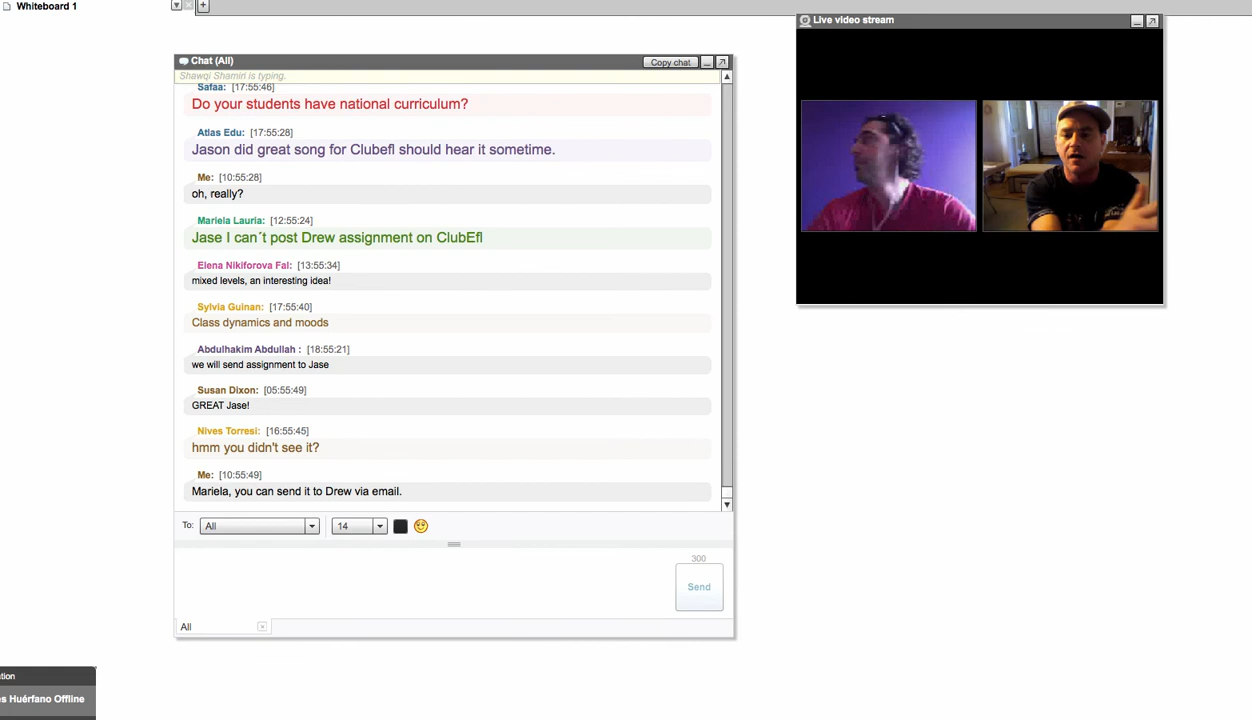 Whiteboard 1
Live video stream
Chat (All)
Copy chat
Shawqi Shamiri is typing.
Safaa: [17:55:46]
Do your students have national curriculum?
Atlas Edu: [17:55:28]
Jason did great song for Clubefl should hear it sometime.
Me: [10:55:28]
oh, really?
Mariela Lauria: [12:55:24]
Jase I can´t post Drew assignment on ClubEfl
Elena Nikiforova Fal: [13:55:34]
mixed levels, an interesting idea!
Sylvia Guinan: [17:55:40]
Class dynamics and moods
Abdulhakim Abdullah : [18:55:21]
we will send assignment to Jase
Susan Dixon: [05:55:49]
GREAT Jase!
Nives Torresi: [16:55:45]
hmm you didn't see it?
Me: [10:55:49]
Mariela, you can send it to Drew via email.
To: All 14
300
Send
All
tion
s Huérfano Offline